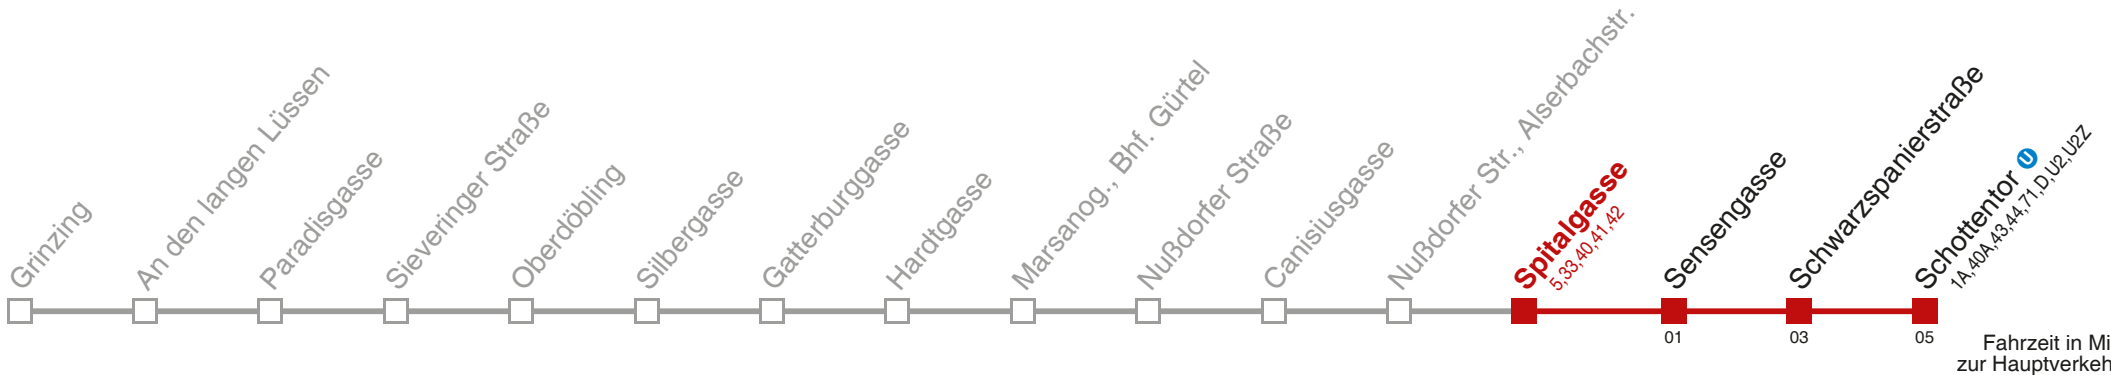 Grinzing
An den langen Lüssen
Paradisgasse
Sieveringer Straße
Oberdöbling
Silbergasse
Gatterburggasse
Hardtgasse
Marsanog., Bhf. Gürtel
Nußdorfer Straße
Canisiusgasse
Nußdorfer Str., Alserbachstr.
Spitalgasse
5,33,40,41,42
Sensengasse
Schwarzspanierstraße
Schottentor U
1A,40A,43,44,71,D,U2,U2Z
01
03
05
Fahrzeit in Mi
zur Hauptverkeh